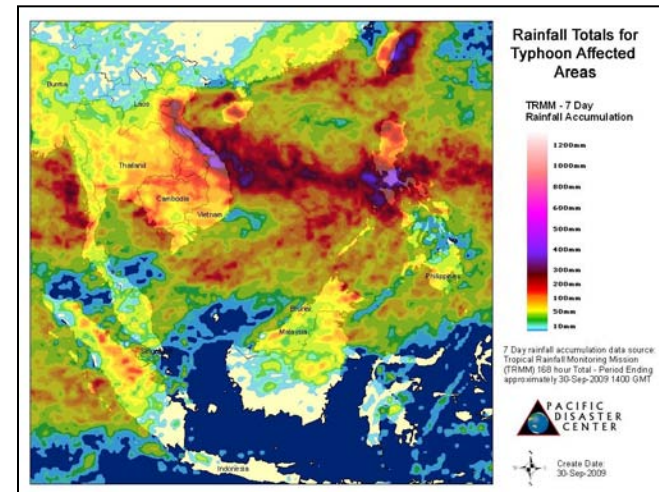 Rainfall Totals for
Typhoon Affected
Areas
TRMM - 7 Day
Rainfall Accumulation
1200mm
1000mm
800mm
600mm
400mm
300mm
200mm
100mm
50mm
10mm
7 Day rainfall accumulation data source:
Tropical Rainfall Monitoring Mission
(TRMM) 168 hour Total - Period Ending
approximately 30-Sep-2009 1400 GMT
PACIFIC
DISASTER
CENTER
Create Date:
30-Sep-2009
Laos
Thailand
Cambodia
Vietnam
Philippines
Brunei
Malaysia
Indonesia